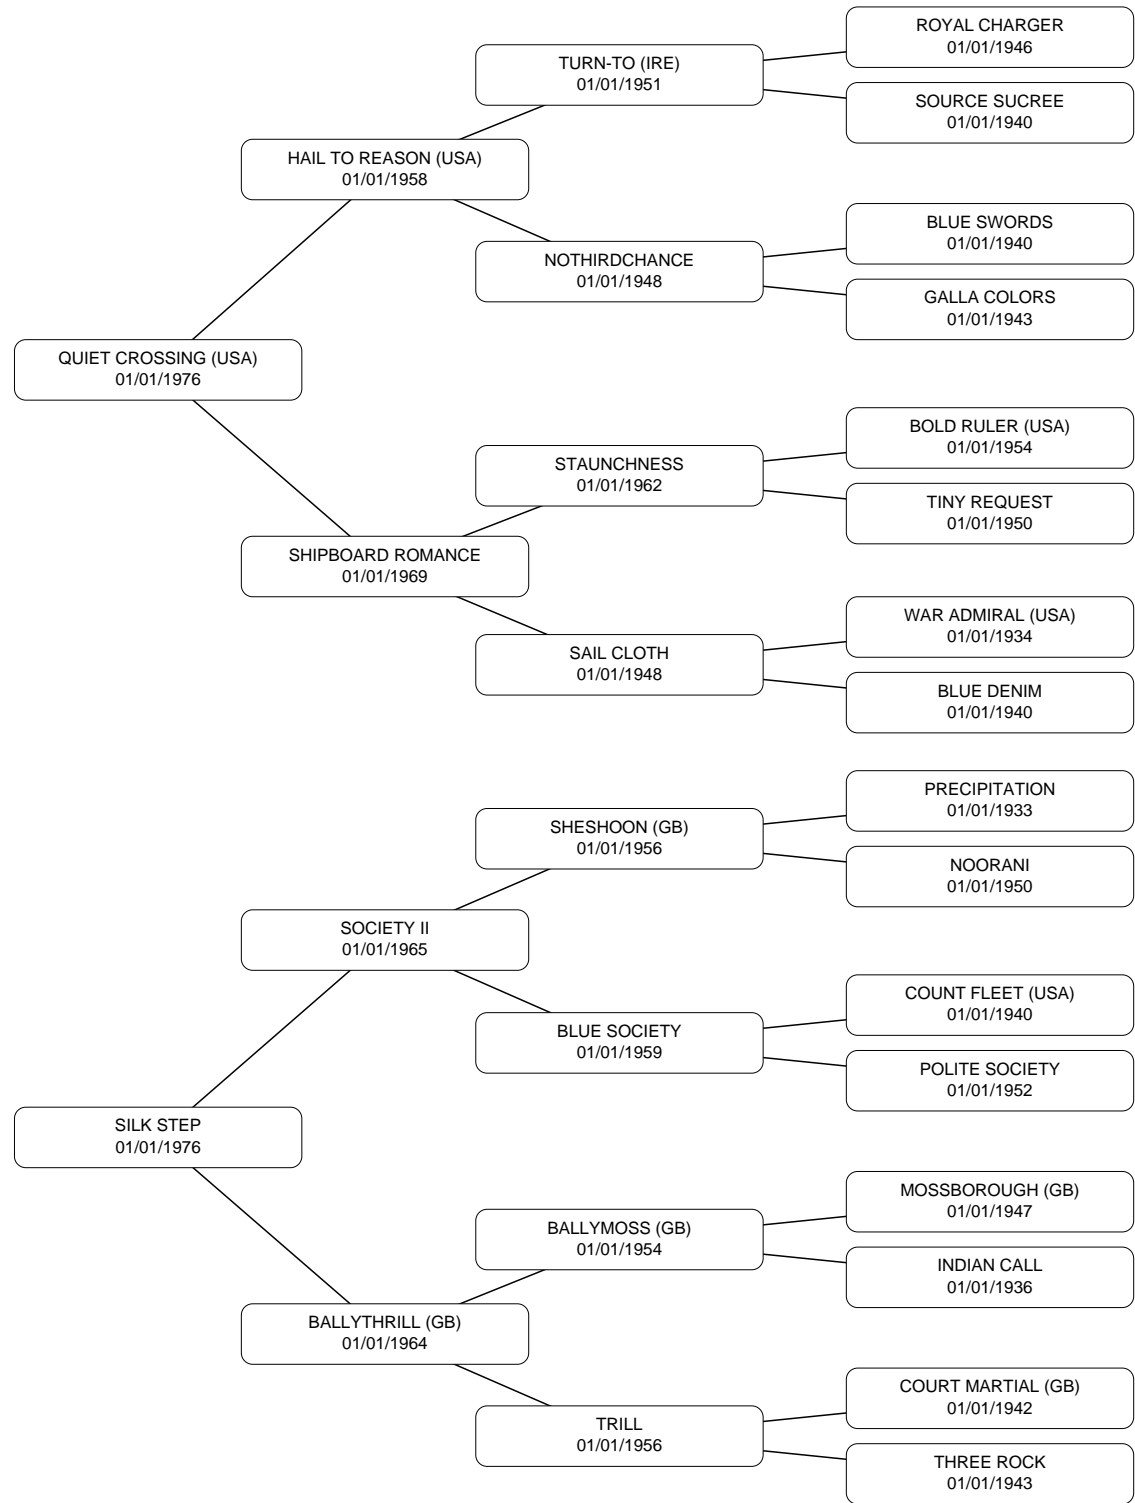 ROYAL CHARGER
01/01/1946
TURN-TO (IRE)
01/01/1951
SOURCE SUCREE
01/01/1940
HAIL TO REASON (USA)
01/01/1958
BLUE SWORDS
01/01/1940
NOTHIRDCHANCE
01/01/1948
GALLA COLORS
01/01/1943
QUIET CROSSING (USA)
01/01/1976
BOLD RULER (USA)
01/01/1954
STAUNCHNESS
01/01/1962
TINY REQUEST
01/01/1950
SHIPBOARD ROMANCE
01/01/1969
WAR ADMIRAL (USA)
01/01/1934
SAIL CLOTH
01/01/1948
BLUE DENIM
01/01/1940
PRECIPITATION
01/01/1933
SHESHOON (GB)
01/01/1956
NOORANI
01/01/1950
SOCIETY II
01/01/1965
COUNT FLEET (USA)
01/01/1940
BLUE SOCIETY
01/01/1959
POLITE SOCIETY
01/01/1952
SILK STEP
01/01/1976
MOSSBOROUGH (GB)
01/01/1947
BALLYMOSS (GB)
01/01/1954
INDIAN CALL
01/01/1936
BALLYTHRILL (GB)
01/01/1964
COURT MARTIAL (GB)
01/01/1942
TRILL
01/01/1956
THREE ROCK
01/01/1943